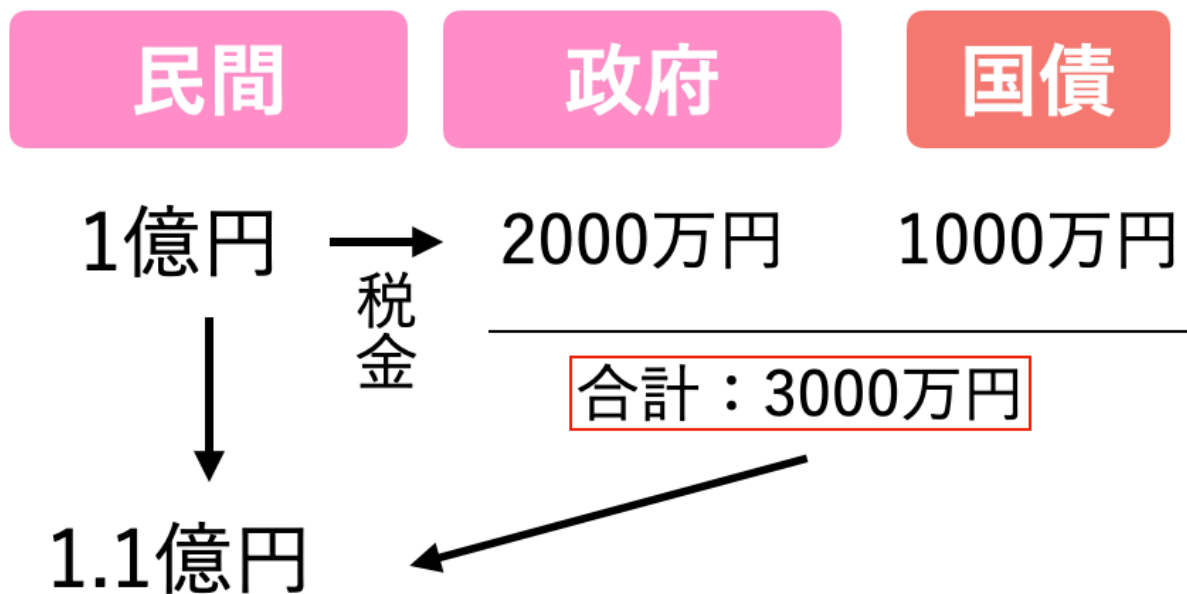 民間
政府
国債
1億円
税金
2000万円
1000万円
合計：3000万円
1.1億円